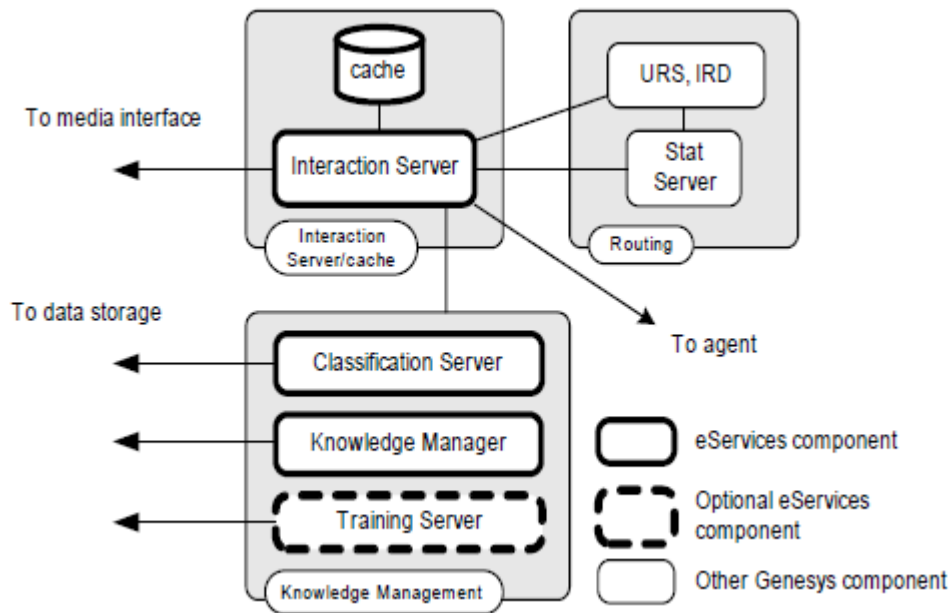 cache
URS, IRD
To media interface
Interaction Server
Stat
Server
Interaction
Server/cache
Routing
To data storage
To agent
Classification Server
Knowledge Manager
Training Server
Knowledge Management
eServices component
Optional eServices
component
Other Genesys component